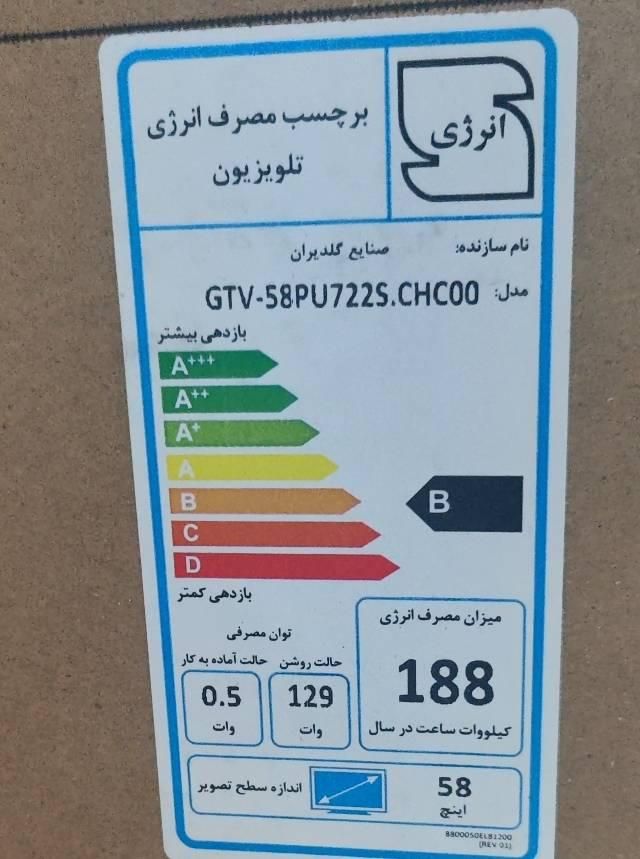 برچسب مصرف انرژی
تلویزیون
انرژی
نام سازنده: صنایع گلدیران
مدل: GTV-58PU722S.CHC00
بازدهی بیشتر
A+++
A++
A+
A
B
B
C
D
بازدهی کمتر
میزان مصرف انرژی
188
کیلووات ساعت در سال
توان مصرفی
حالت روشن
129
وات
حالت آماده به کار
0.5
وات
58
اینچ
اندازه سطح تصویر
8800050ELB1200
(REV 01)